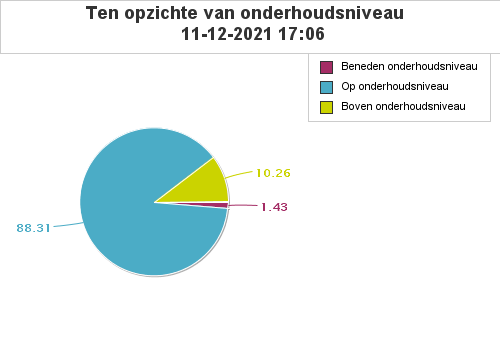 Ten opzichte van onderhoudsniveau
11-12-2021 17:06
Beneden onderhoudsniveau
Op onderhoudsniveau
Boven onderhoudsniveau
10.26
1.43
88.31